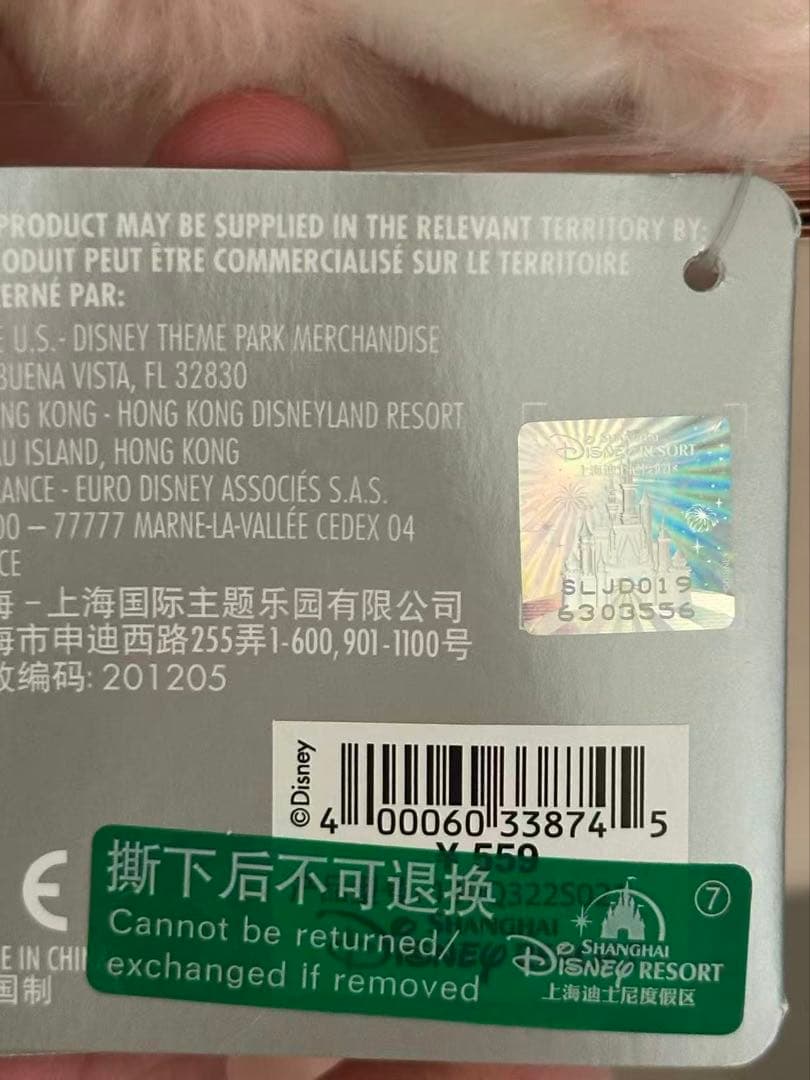 PRODUCT MAY BE SUPPLIED IN THE RELEVANT TERRITORY BY:
ODUIT PEUT ÊTRE COMMERCIALISÉ SUR LE TERRITOIRE
ERNÉ PAR:
E U.S.- DISNEY THEME PARK MERCHANDISE
BUENA VISTA, FL 32830
NG KONG - HONG KONG DISNEYLAND RESORT
AU ISLAND, HONG KONG
ANCE - EURO DISNEY ASSOCIÉS S.A.S.
00 – 77777 MARNE-LA-VALLÉE CEDEX 04
CE
海 - 上海国际主题乐园有限公司
海市申迪西路255弄1-600, 901-1100号
政编码: 201205
SHANGHAI
DISNEY RESORT
SLJD019
6303556
©Disney
4 00060 33874 5
¥ 559
CE
E IN CHI
国制
撕下后不可退换
Cannot be returned/
exchanged if removed
⑦
SHANGHAI
DISNEY RESORT
上海迪士尼度假区
SHANGHAI
DISNEY